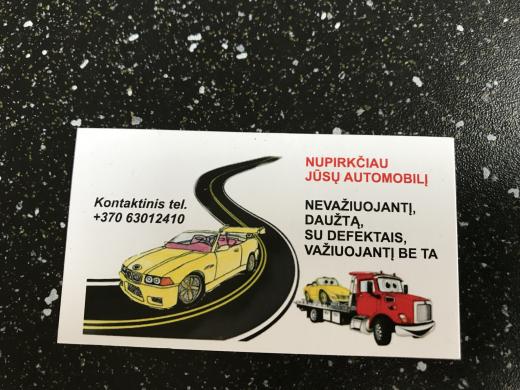 Kontaktinis tel.
+370 63012410
NUPIRKČIAU
JŪSŲ AUTOMOBILĮ
NEVAŽIUOJANTĮ,
DAUŽTĄ,
SU DEFEKTAIS,
VAŽIUOJANTĮ BE TA